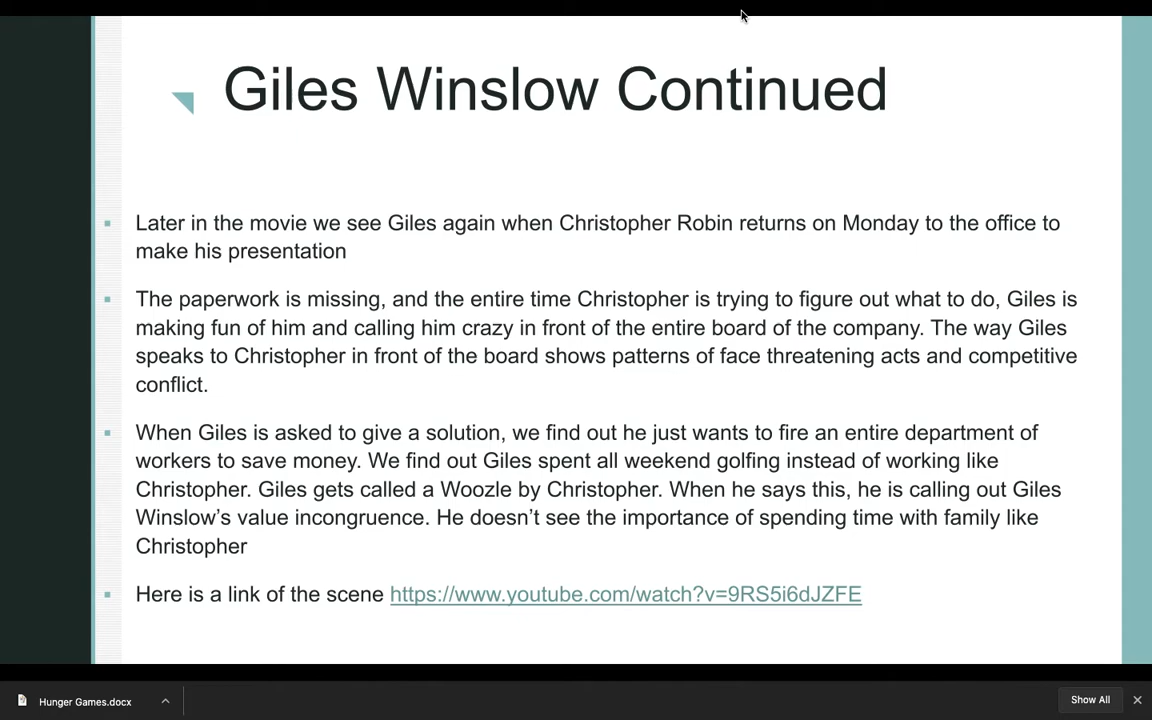 Giles Winslow Continued
Later in the movie we see Giles again when Christopher Robin returns on Monday to the office to
make his presentation
The paperwork is missing, and the entire time Christopher is trying to figure out what to do, Giles is
making fun of him and calling him crazy in front of the entire board of the company. The way Giles
speaks to Christopher in front of the board shows patterns of face threatening acts and competitive
conflict.
When Giles is asked to give a solution, we find out he just wants to fire an entire department of
workers to save money. We find out Giles spent all weekend golfing instead of working like
Christopher. Giles gets called a Woozle by Christopher. When he says this, he is calling out Giles
Winslow’s value incongruence. He doesn’t see the importance of spending time with family like
Christopher
Here is a link of the scene https://www.youtube.com/watch?v=9RS5i6dJZFE
Hunger Games.docx
Show All